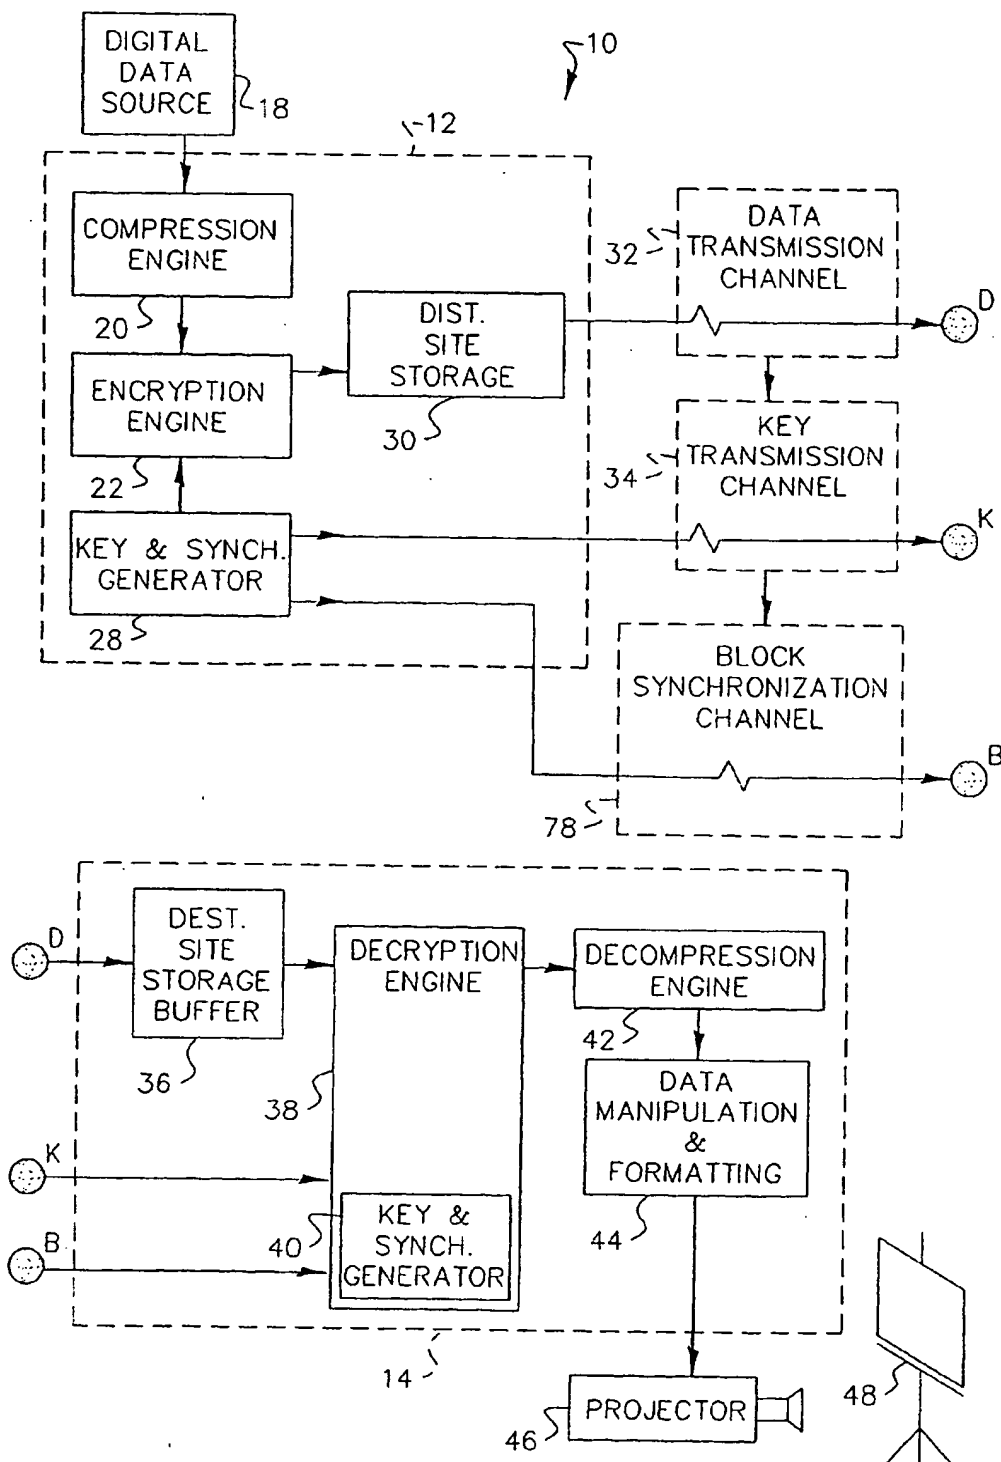 DIGITAL
DATA
SOURCE
18
10
12
COMPRESSION
ENGINE
20
ENCRYPTION
ENGINE
22
KEY & SYNCH.
GENERATOR
28
DIST.
SITE
STORAGE
30
DATA
TRANSMISSION
CHANNEL
32
D
KEY
TRANSMISSION
CHANNEL
34
K
BLOCK
SYNCHRONIZATION
CHANNEL
78
B
D
DEST.
SITE
STORAGE
BUFFER
36
DECRYPTION
ENGINE
38
K
B
40
KEY &
SYNCH.
GENERATOR
DECOMPRESSION
ENGINE
42
DATA
MANIPULATION
&
FORMATTING
44
14
PROJECTOR
46
48